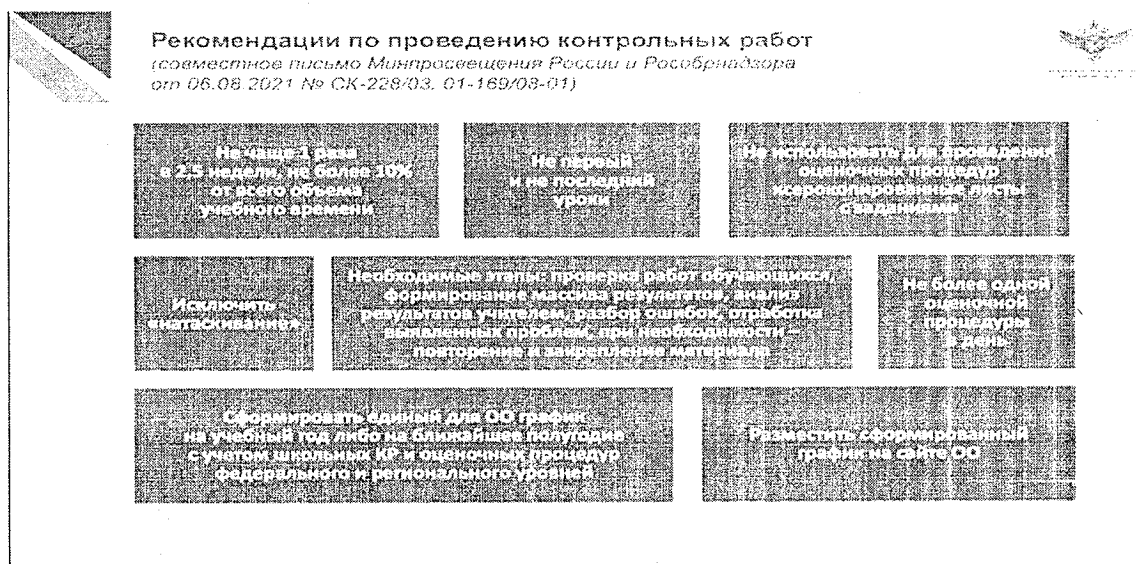 Рекомендации по проведению контрольных работ
(совместное письмо Минпросвещения России и Рособрнадзора
от 06.08.2021 № СК-228/03, 01-169/08-01)
Не чаще 1 раза
в 2.5 недели, не более 10%
от всего объема
учебного времени
Не первый
и не последний
уроки
Не использовать для проведения
оценочных процедур
ксерокопированные листы
с заданиями
Исключить
«натаскивание»
Необходимые этапы: проверка работ обучающихся,
формирование массива результатов, анализ
результатов учителем, разбор ошибок, отработка
выявленных проблем, при необходимости –
повторение и закрепление материала
Не более одной
оценочной
процедуры
в день
Сформировать единый для ОО график
на учебный год либо на ближайшее полугодие
с учетом школьных КР и оценочных процедур
федерального и регионального уровней
Разместить сформированный
график на сайте ОО